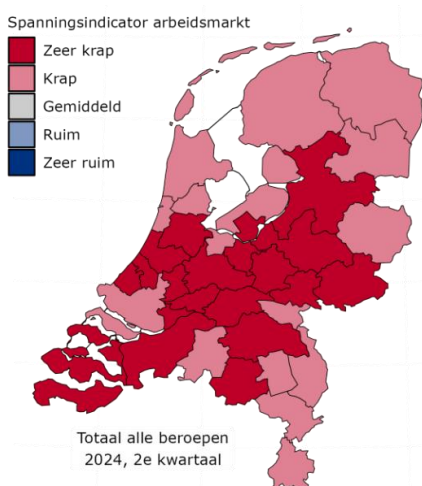 Spanningsindicator arbeidsmarkt
Zeer krap
Krap
Gemiddeld
Ruim
Zeer ruim
Totaal alle beroepen
2024, 2e kwartaal